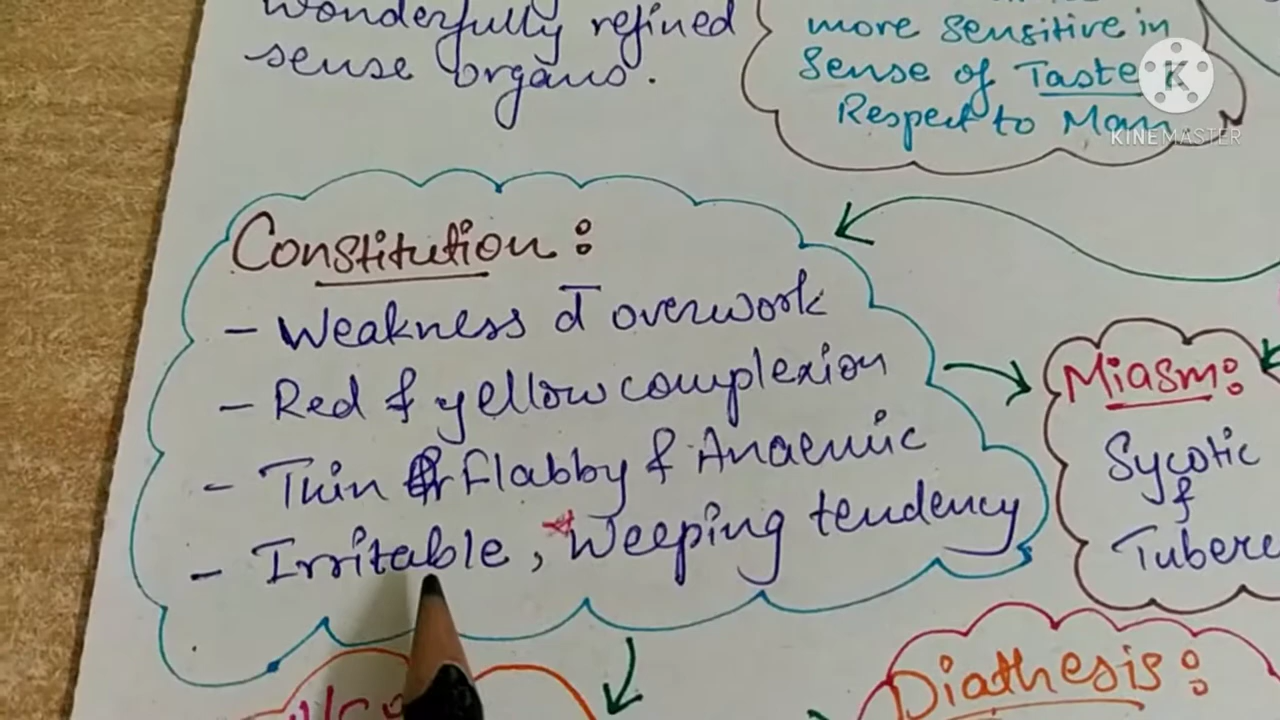 wonderfully refined
sense organs.
more sensitive in
Sense of Taste
Respect to Man
K
KINEMASTER
Constitution:
- Weakness c̄ overwork
- Red & yellow complexion
- Thin & Flabby & Anaemic
- Irritable, *Weeping tendency
Miasm:
Sycotic
&
Tuberc
Diathesis: